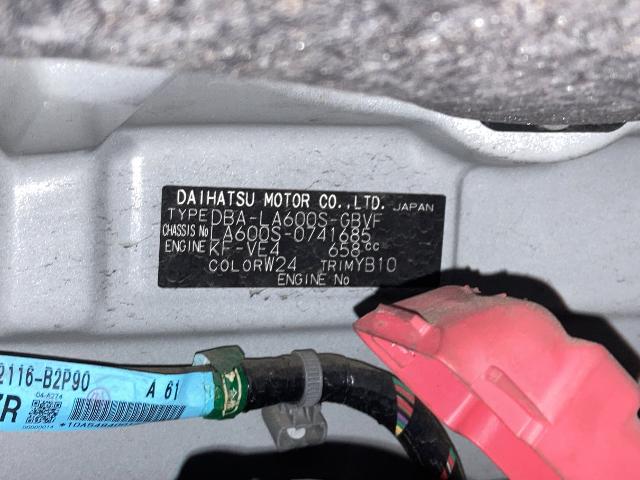 DAIHATSU MOTOR CO.,LTD. JAPAN
TYPE DBA-LA600S-GBVF
CHASSIS No LA600S-0741685
ENGINE KF-VE4 658cc
COLOR W24 TRIM YB10
ENGINE No
2116-B2P90
A 61